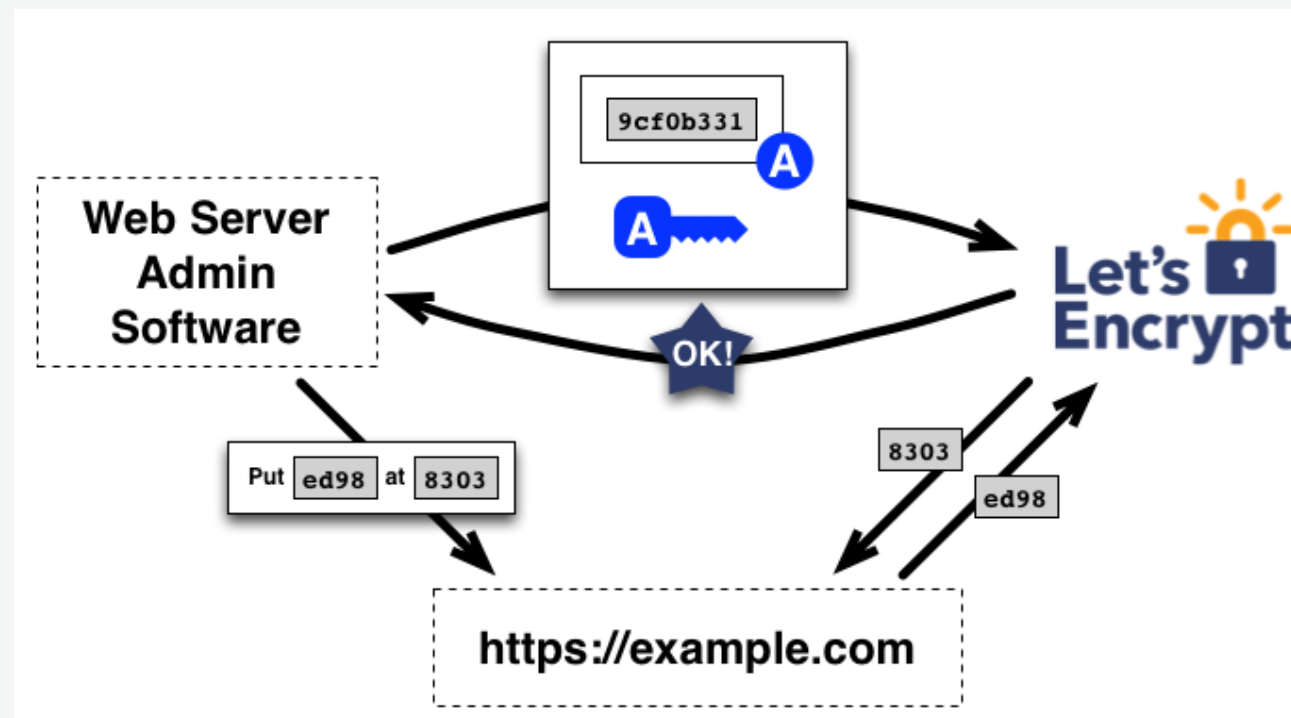 9cf0b331
A
A
Web Server
Admin
Software
Let's
Encrypt
OK!
Put ed98 at 8303
8303
ed98
https://example.com